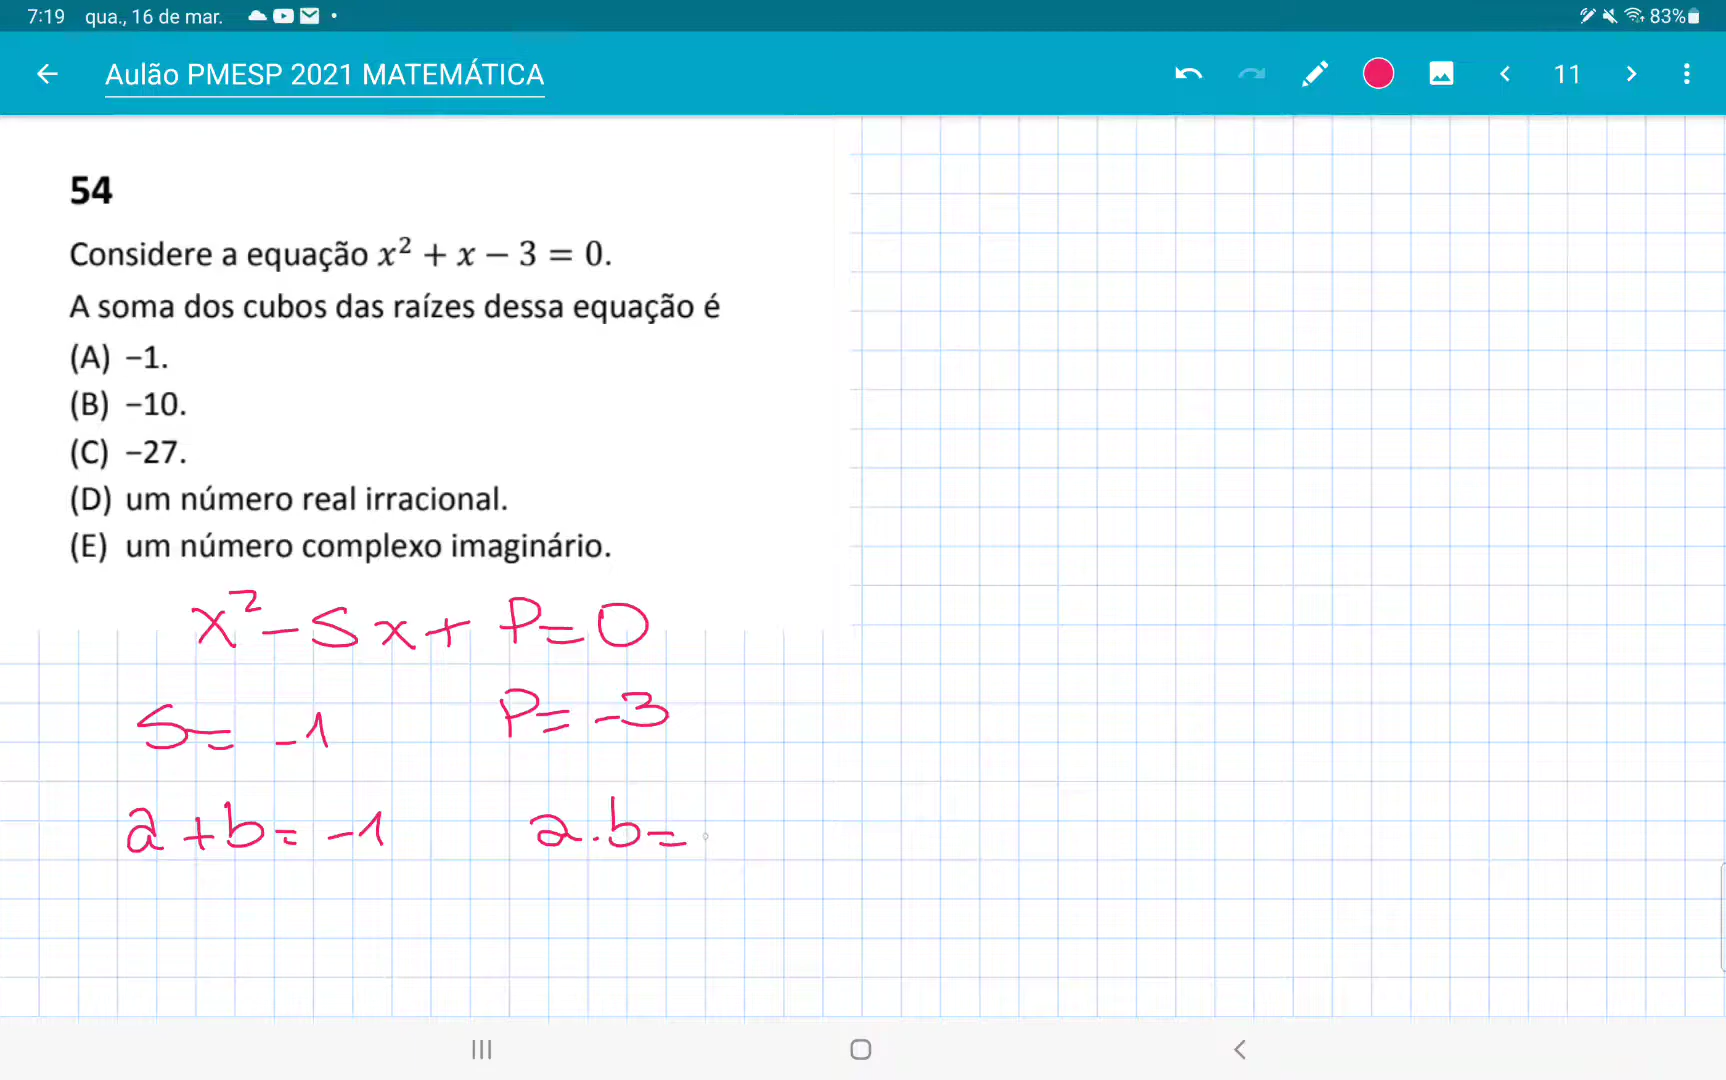 7:19 qua., 16 de mar. 83%
Aulão PMESP 2021 MATEMÁTICA 11
54
Considere a equação x² + x − 3 = 0.
A soma dos cubos das raízes dessa equação é
(A) −1.
(B) −10.
(C) −27.
(D) um número real irracional.
(E) um número complexo imaginário.
x² − Sx + P = 0
S = -1 P = -3
a + b = -1 a . b =